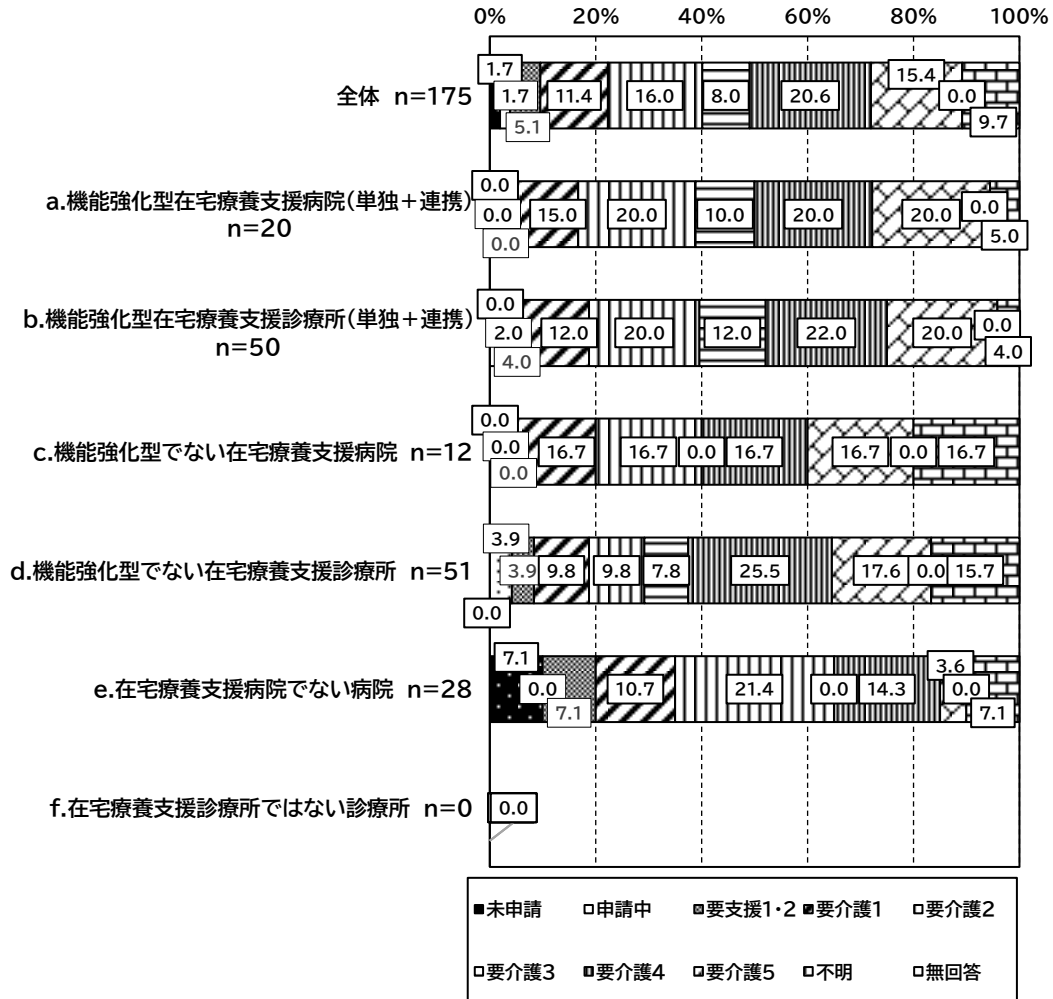 0% 20% 40% 60% 80% 100%
全体 n=175
1.7 1.7 5.1 11.4 16.0 8.0 20.6 15.4 0.0 9.7
a.機能強化型在宅療養支援病院(単独+連携)
n=20
0.0 0.0 0.0 15.0 20.0 10.0 20.0 20.0 0.0 5.0
b.機能強化型在宅療養支援診療所(単独+連携)
n=50
0.0 2.0 4.0 12.0 20.0 12.0 22.0 20.0 0.0 4.0
c.機能強化型でない在宅療養支援病院 n=12
0.0 0.0 0.0 16.7 16.7 0.0 16.7 16.7 0.0 16.7
d.機能強化型でない在宅療養支援診療所 n=51
0.0 3.9 3.9 9.8 9.8 7.8 25.5 17.6 0.0 15.7
e.在宅療養支援病院でない病院 n=28
7.1 0.0 7.1 10.7 21.4 0.0 14.3 3.6 0.0 7.1
f.在宅療養支援診療所ではない診療所 n=0
0.0
未申請 申請中 要支援1・2 要介護1 要介護2
要介護3 要介護4 要介護5 不明 無回答